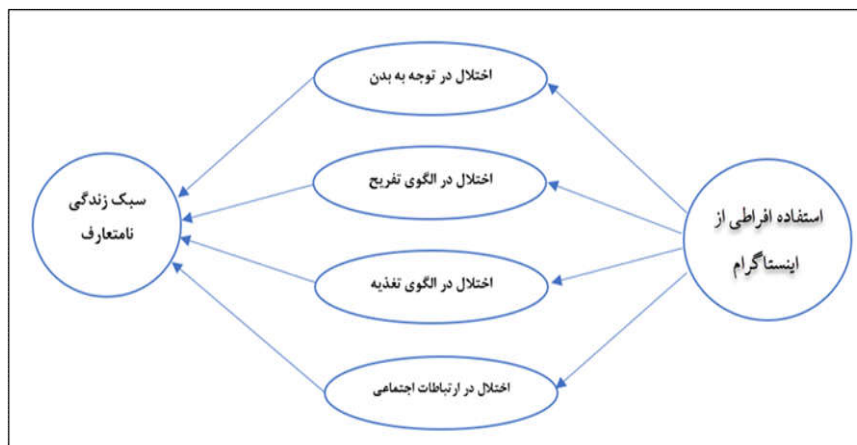 استفاده افراطی از
اینستاگرام
اختلال در توجه به بدن
اختلال در الگوی تفریح
اختلال در الگوی تغذیه
اختلال در ارتباطات اجتماعی
سبک زندگی
نامتعارف